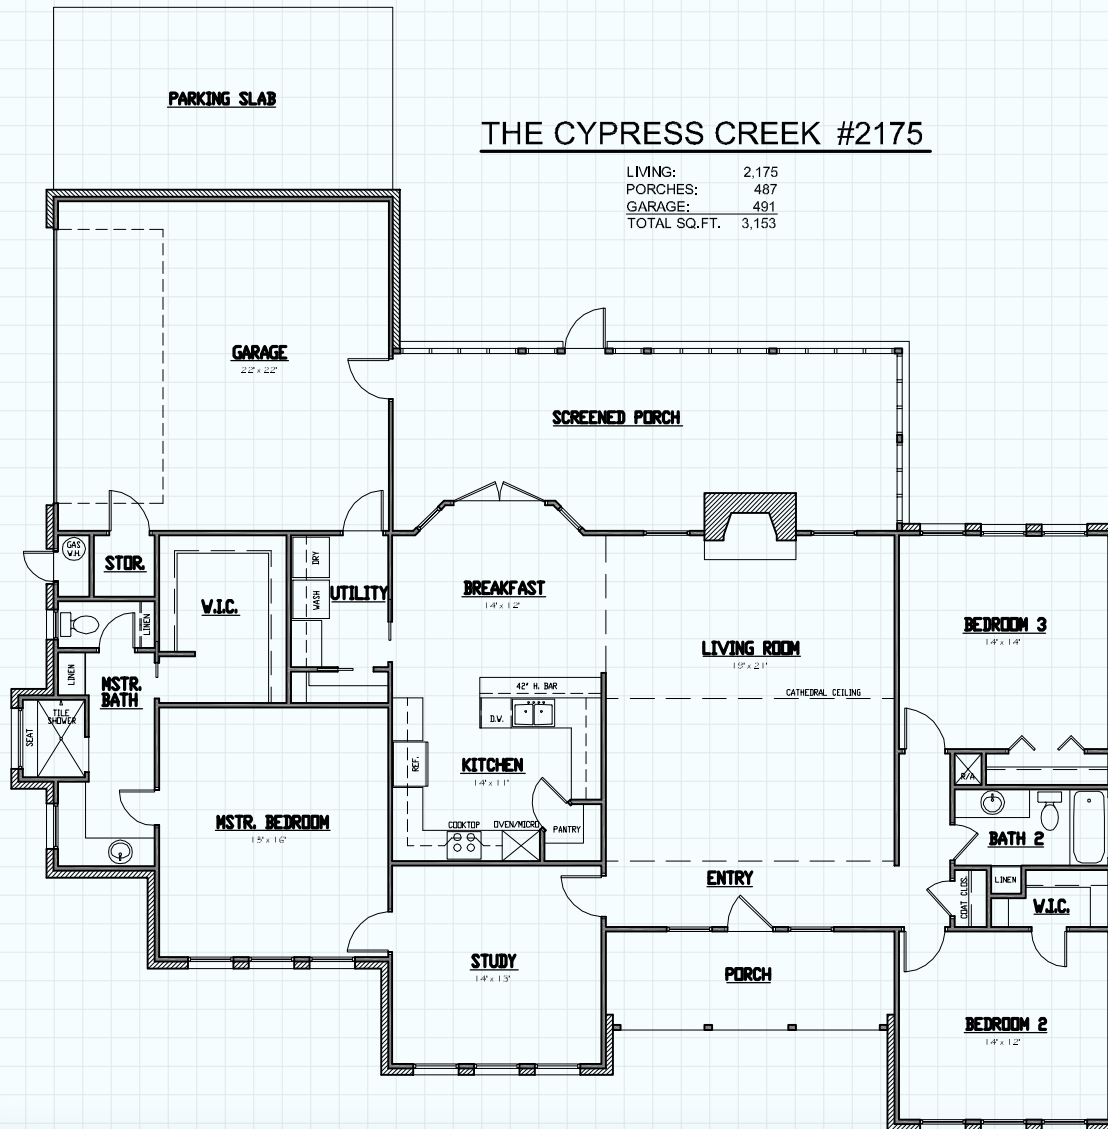 PARKING SLAB
THE CYPRESS CREEK #2175
LIVING: 2,175
PORCHES: 487
GARAGE: 491
TOTAL SQ.FT. 3,153
GARAGE
22' x 22'
SCREENED PORCH
GAS
W.H.
STOR.
DRY
WASH
UTILITY
BREAKFAST
14' x 12'
W.I.C.
LINEN
LIVING ROOM
19' x 21'
BEDROOM 3
14' x 14'
LINEN
MSTR.
BATH
42" H. BAR
CATHEDRAL CEILING
TILE
SHOWER
SEAT
D.W.
REF.
KITCHEN
14' x 11'
R/A
MSTR. BEDROOM
15' x 16'
COOKTOP
OVEN/MICRO
PANTRY
BATH 2
ENTRY
LINEN
COAT CLOS.
W.I.C.
STUDY
14' x 13'
PORCH
BEDROOM 2
14' x 12'